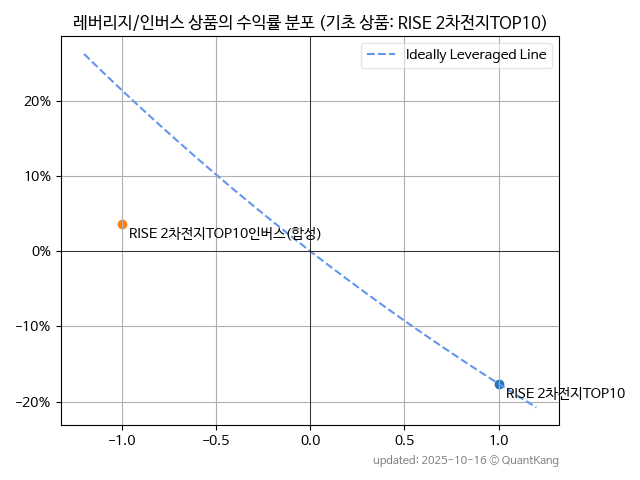 레버리지/인버스 상품의 수익률 분포 (기초 상품: RISE 2차전지TOP10)
Ideally Leveraged Line
20%
10%
RISE 2차전지TOP10인버스(합성)
0%
−10%
RISE 2차전지TOP10
−20%
−1.0 −0.5 0.0 0.5 1.0
updated: 2025-10-16 © QuantKang